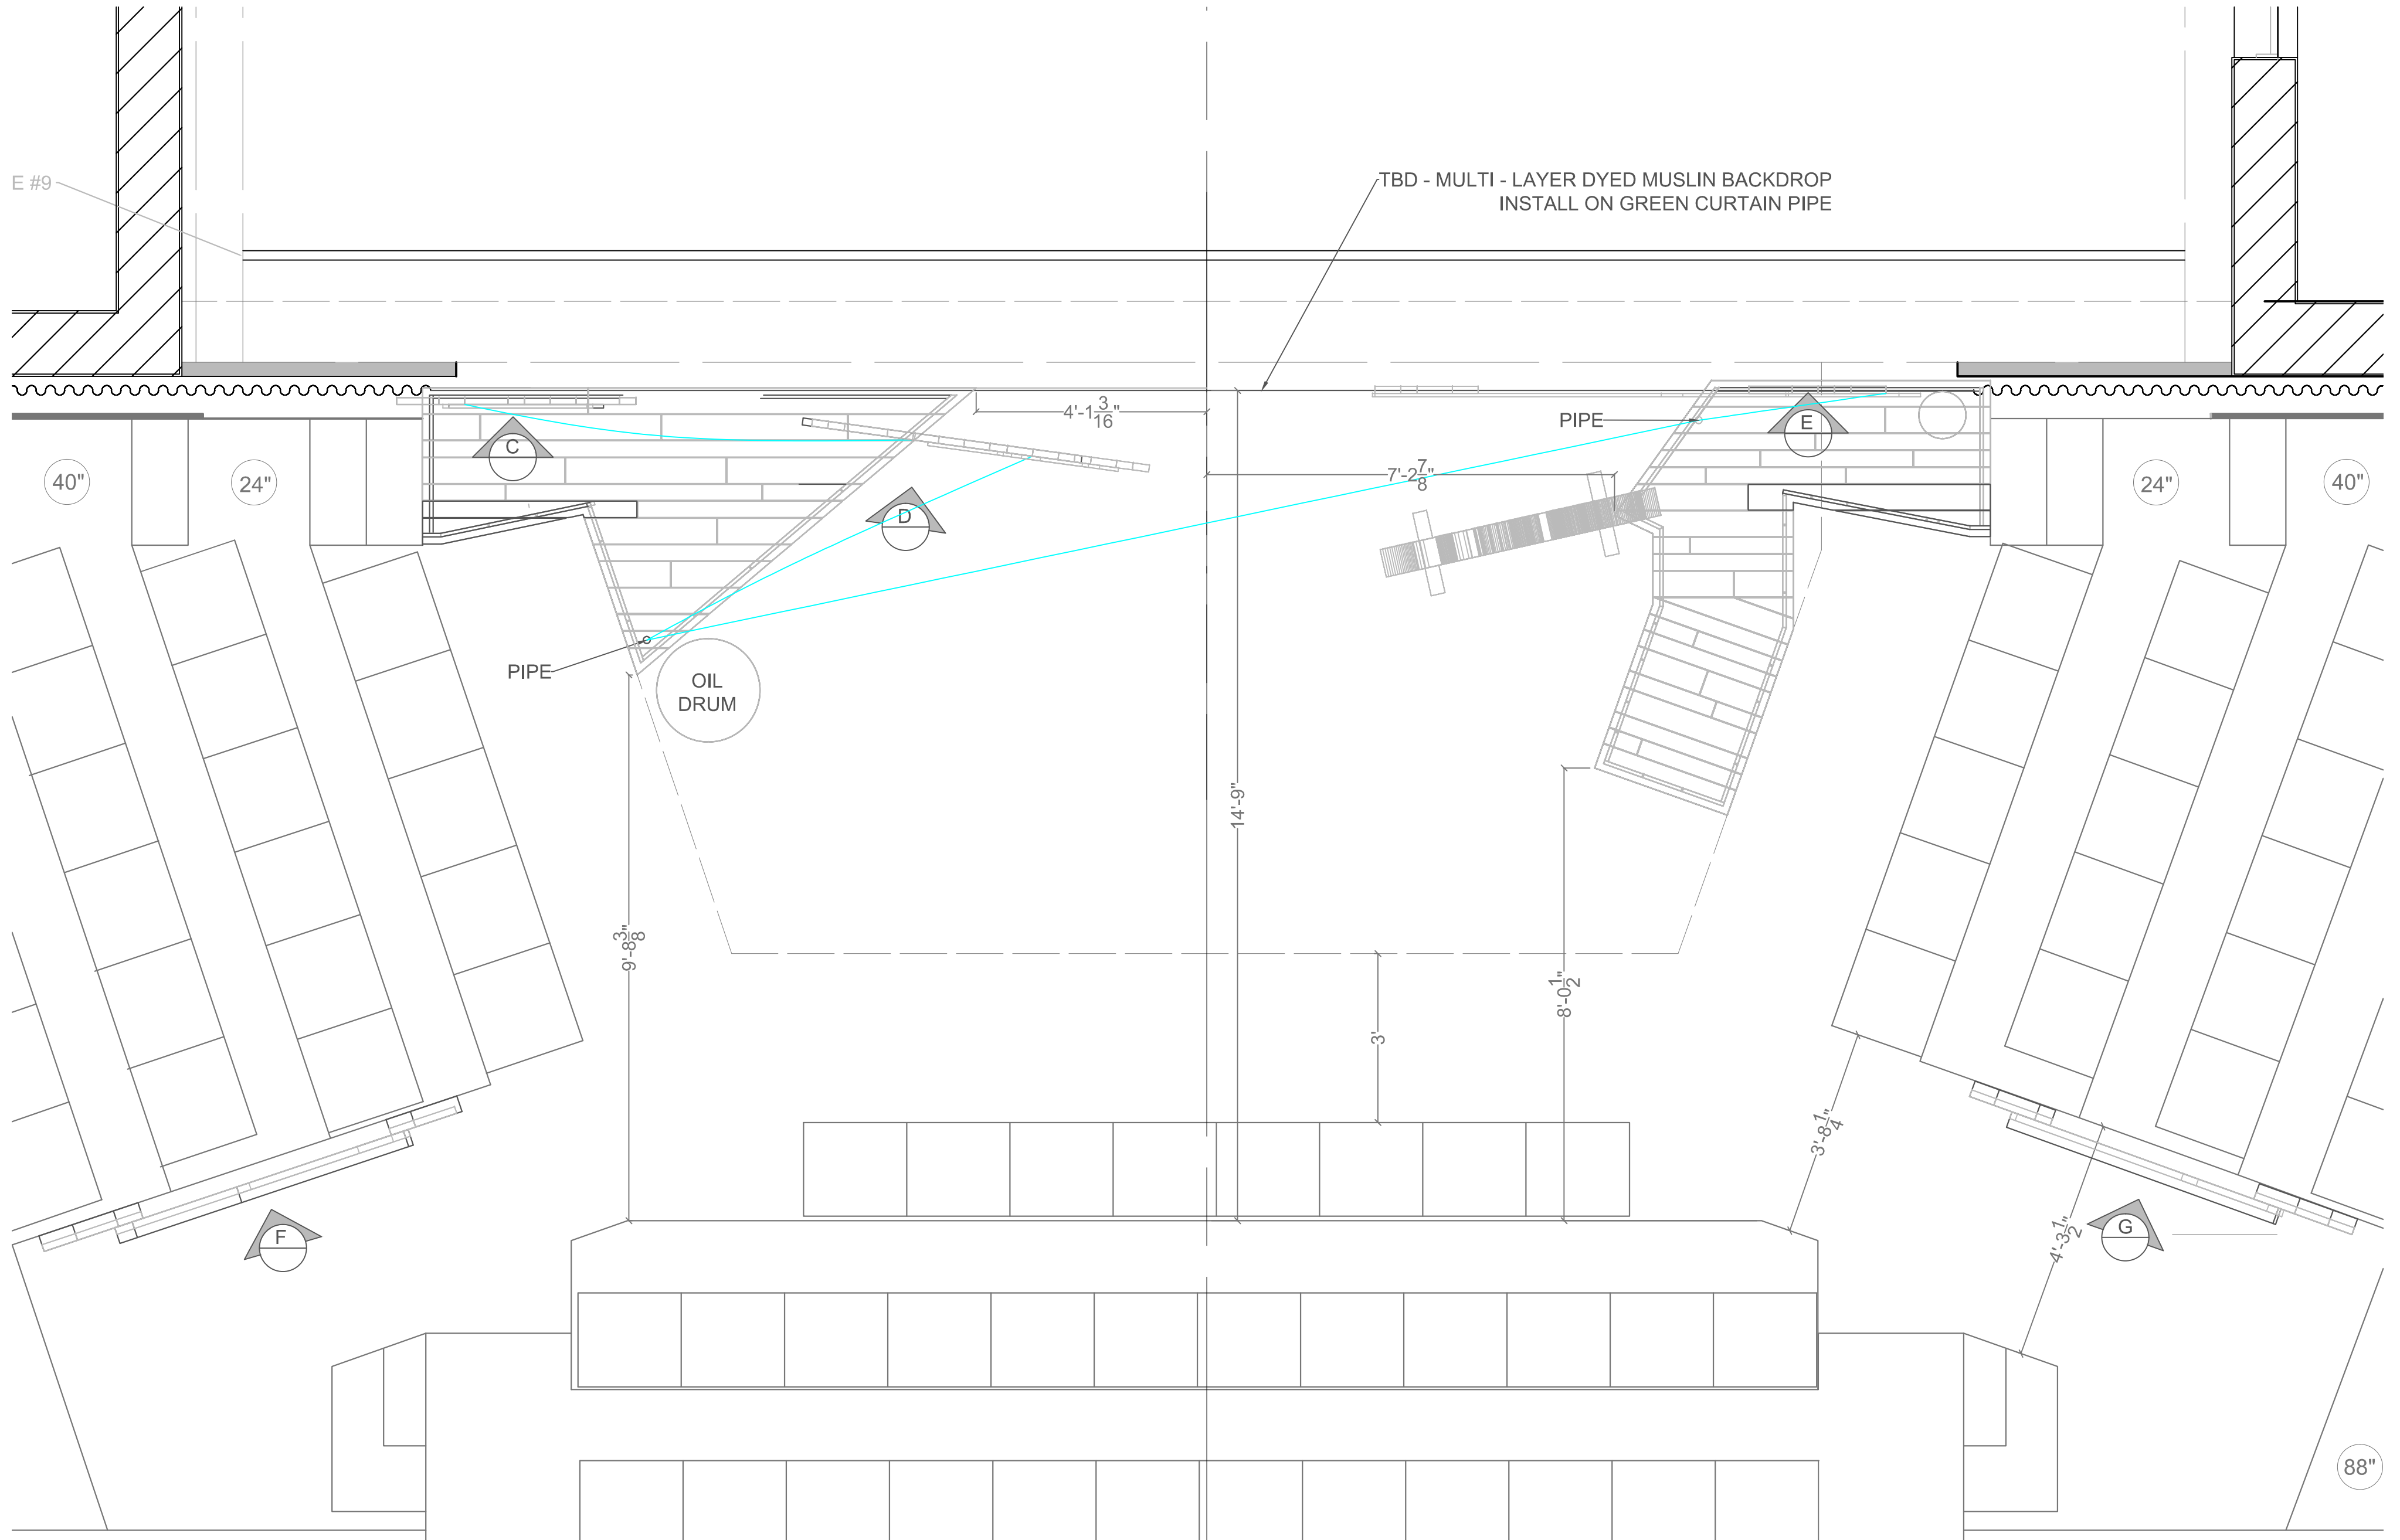 E #9
TBD - MULTI - LAYER DYED MUSLIN BACKDROP
INSTALL ON GREEN CURTAIN PIPE
4'-1 3/16"
PIPE
E
C
7'-2 7/8"
40"
24"
24"
40"
D
PIPE
OIL
DRUM
14'-9"
9'-8 3/8"
8'-0 1/2"
3'
3'-8 1/4"
4'-3 1/2"
F
G
88"